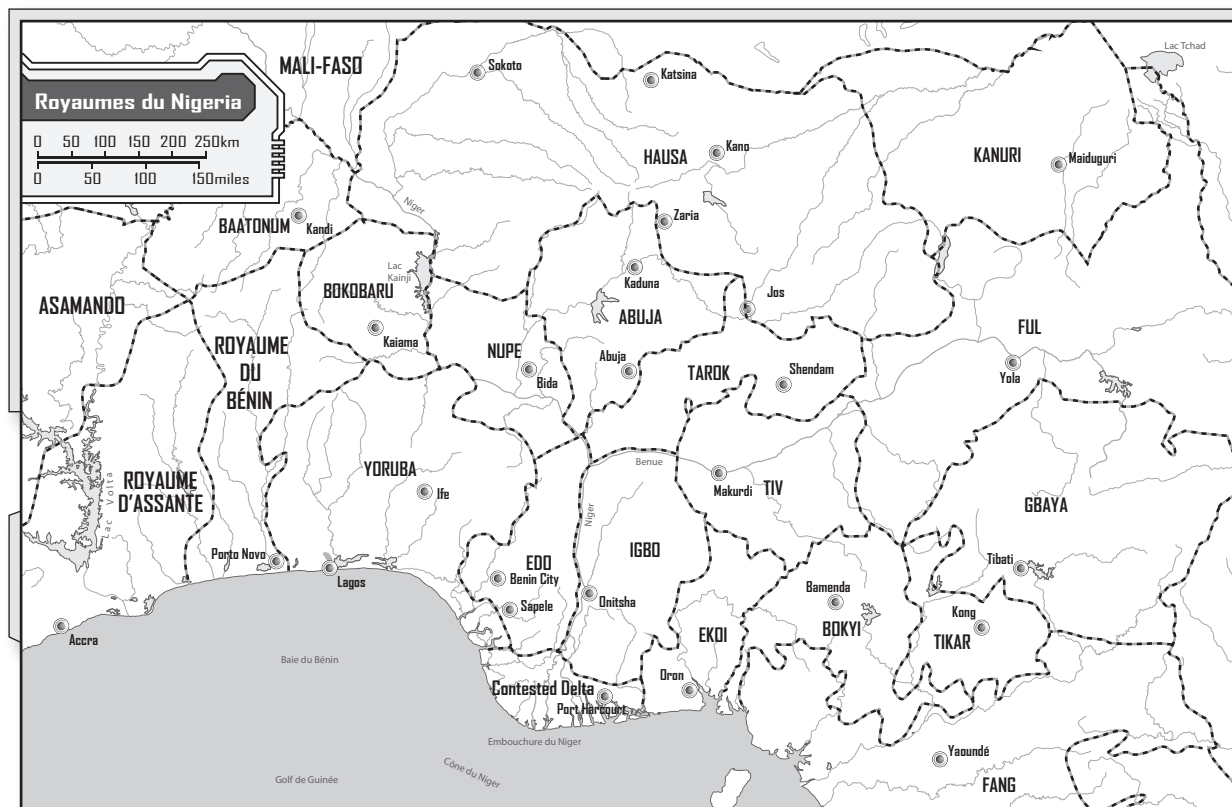 MALI-FASO
Sokoto
Katsina
Lac Tchad
Royaumes du Nigeria
0 50 100 150 200 250km
0 50 100 150miles
HAUSA
Kano
KANURI
Maiduguri
Niger
Zaria
BAATONUM
Kandi
Lac
Kainji
Kaduna
ASAMANDO
BOKOBARU
Jos
ABUJA
FUL
Kaiama
ROYAUME
DU
BÉNIN
NUPE
Abuja
Bida
TAROK
Shendam
Yola
Benue
YORUBA
Ife
ROYAUME
D'ASSANTE
Lac Volta
Makurdi
TIV
GBAYA
Niger
IGBO
EDO
Porto Novo
Lagos
Benin City
Sapele
Onitsha
Tibati
Bamenda
BOKYI
Kong
TIKAR
Accra
EKOI
Baie du Bénin
Oron
Contested Delta
Port Harcourt
Embouchure du Niger
Yaoundé
Cône du Niger
Golf de Guinée
FANG